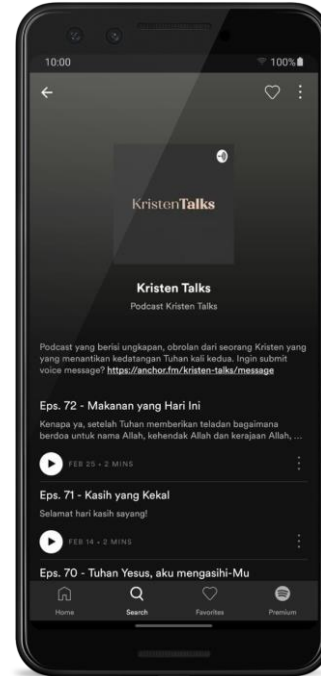 10:00
100%
KristenTalks
Kristen Talks
Podcast Kristen Talks
Podcast yang berisi ungkapan, obrolan dari seorang Kristen yang
yang menantikan kedatangan Tuhan kali kedua. Ingin submit
voice message? https://anchor.fm/kristen-talks/message
Eps. 72 - Makanan yang Hari Ini
Kenapa ya, setelah Tuhan memberikan teladan bagaimana
berdoa untuk nama Allah, kehendak Allah dan kerajaan Allah, ...
FEB 25 • 2 MINS
Eps. 71 - Kasih yang Kekal
Selamat hari kasih sayang!
FEB 14 • 2 MINS
Eps. 70 - Tuhan Yesus, aku mengasihi-Mu
Home Search Favorites Premium